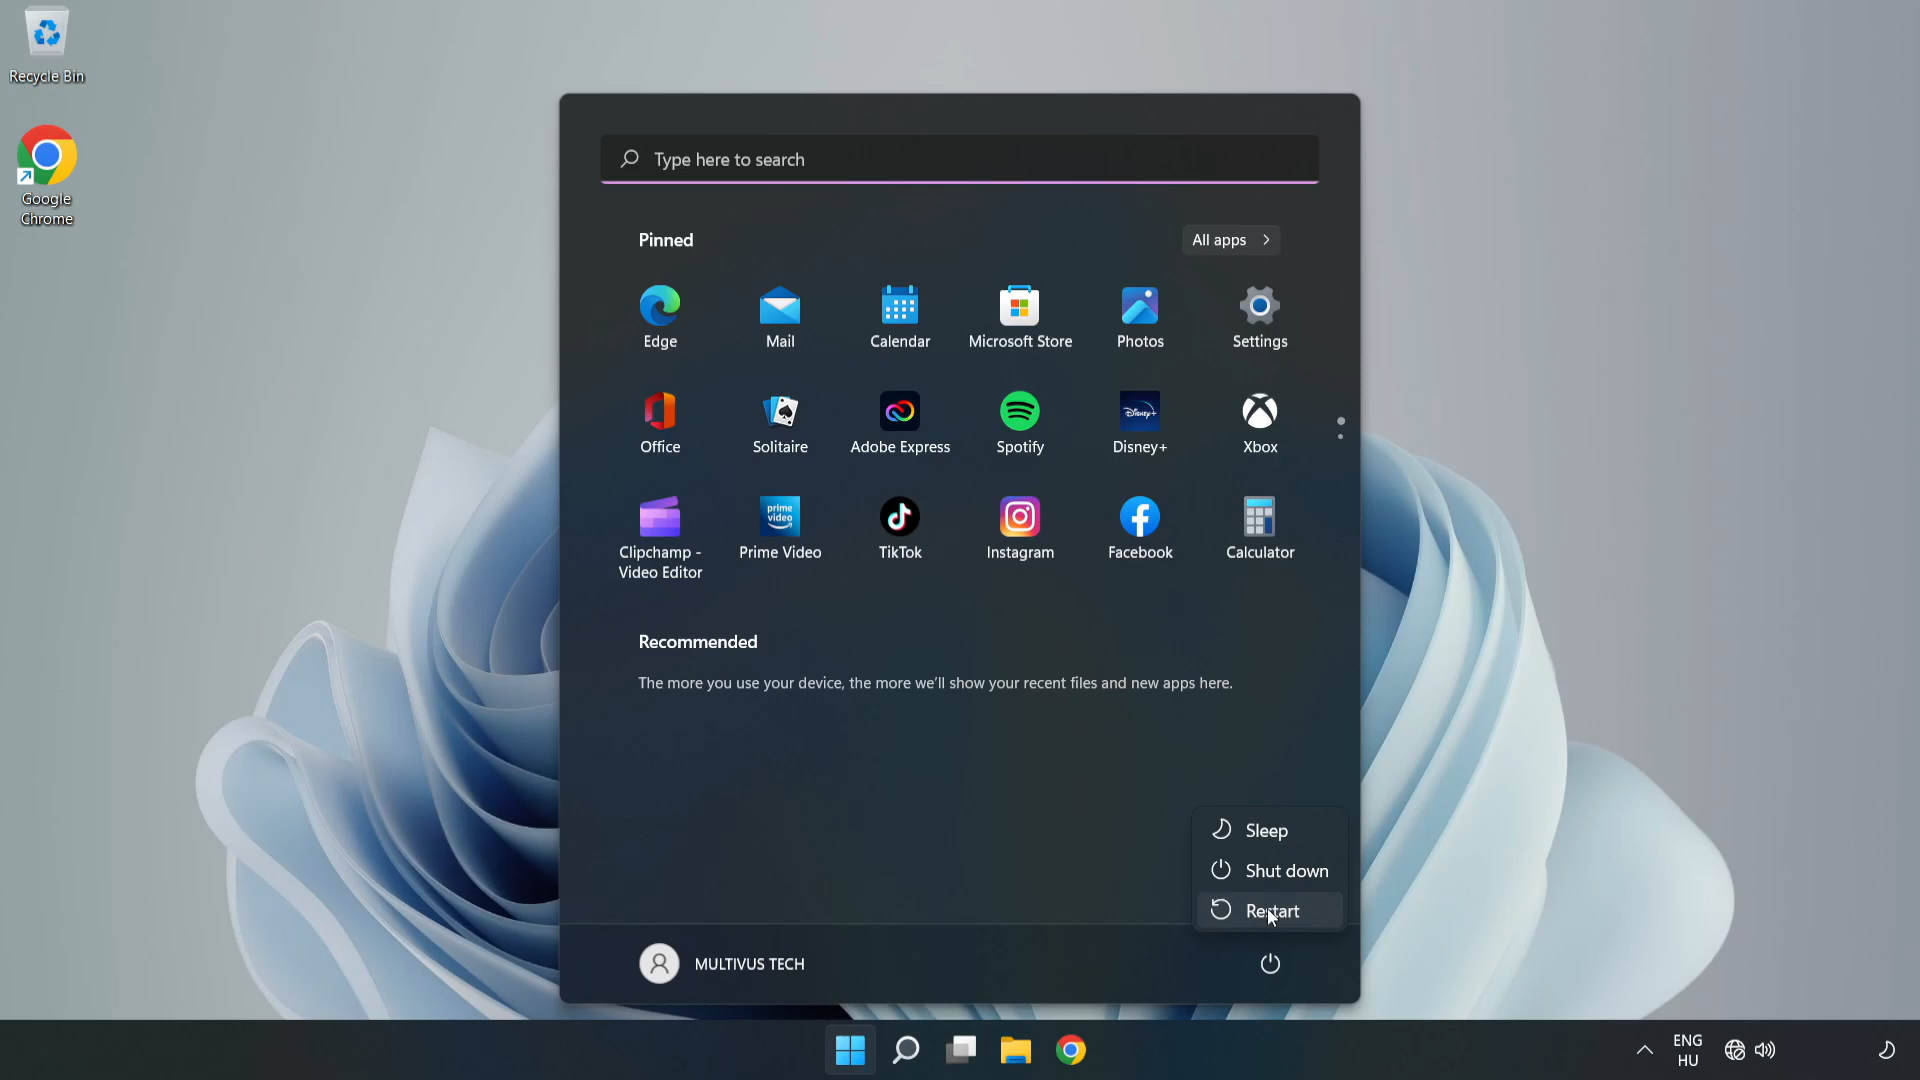 Recycle Bin
Google
Chrome
Type here to search
Pinned
All apps
Edge
Mail
Calendar
Microsoft Store
Photos
Settings
Office
Solitaire
Adobe Express
Spotify
Disney+
Disney+
Xbox
prime
video
Clipchamp -
Video Editor
Prime Video
TikTok
Instagram
Facebook
Calculator
Recommended
The more you use your device, the more we'll show your recent files and new apps here.
Sleep
Shut down
Restart
MULTIVUS TECH
ENG
HU